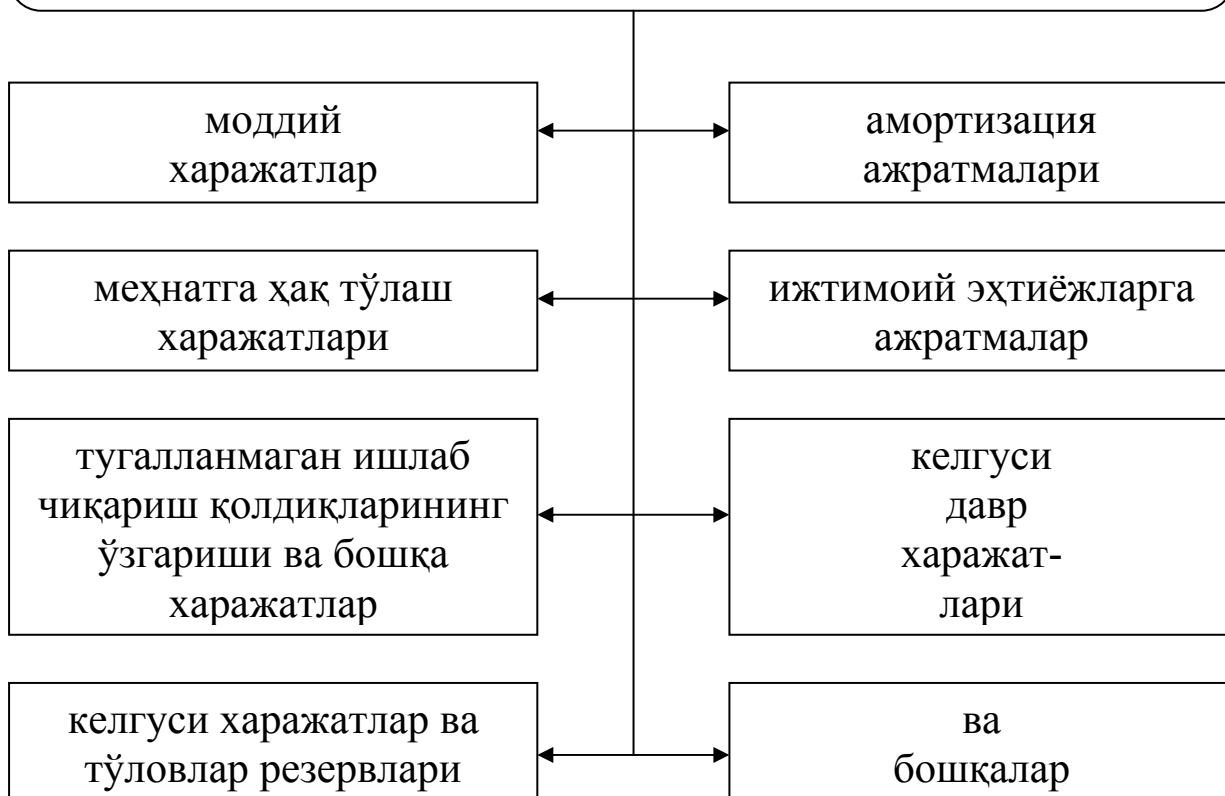 моддий
харажатлар
амортизация
ажратмалари
меҳнатга ҳақ тўлаш
харажатлари
ижтимоий эҳтиёжларга
ажратмалар
тугалланмаган ишлаб
чиқариш қолдиқларининг
ўзгариши ва бошқа
харажатлар
келгуси
давр
харажат-
лари
келгуси харажатлар ва
тўловлар резервлари
ва
бошқалар